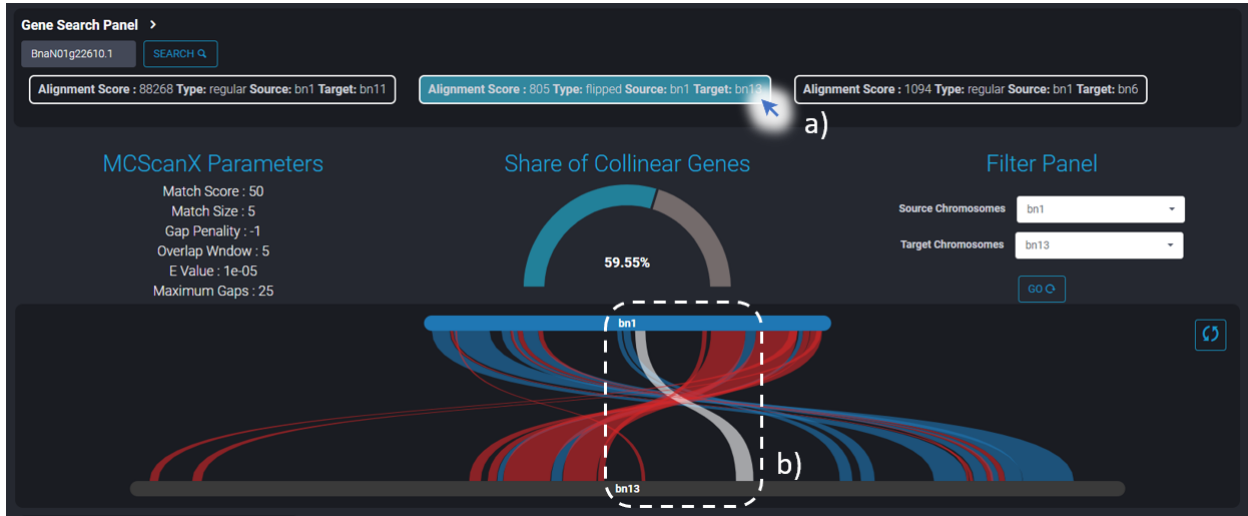 Gene Search Panel >
BnaN01g22610.1 SEARCH
Alignment Score : 88268 Type: regular Source: bn1 Target: bn11
Alignment Score : 805 Type: flipped Source: bn1 Target: bn13
Alignment Score : 1094 Type: regular Source: bn1 Target: bn6
a)
MCScanX Parameters
Match Score : 50
Match Size : 5
Gap Penality : -1
Overlap Wndow : 5
E Value : 1e-05
Maximum Gaps : 25
Share of Collinear Genes
59.55%
Filter Panel
Source Chromosomes bn1
Target Chromosomes bn13
GO
bn1
b)
bn13